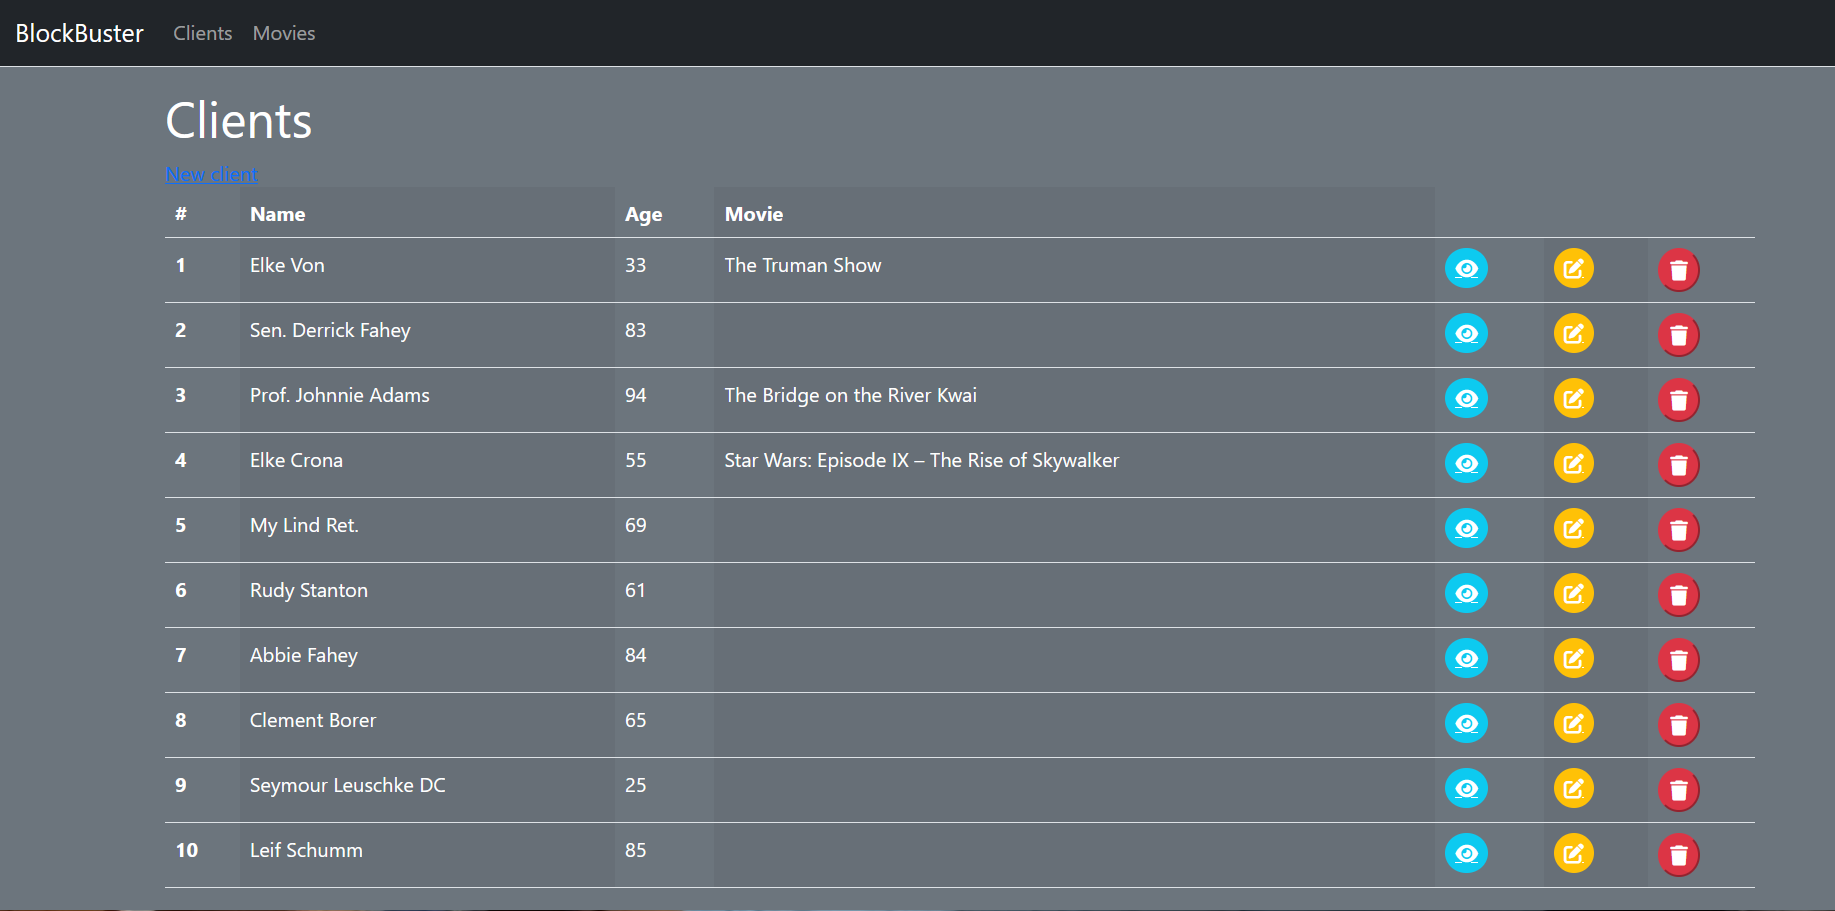 BlockBuster Clients Movies
Clients
New client
# Name Age Movie
1 Elke Von 33 The Truman Show
2 Sen. Derrick Fahey 83
3 Prof. Johnnie Adams 94 The Bridge on the River Kwai
4 Elke Crona 55 Star Wars: Episode IX – The Rise of Skywalker
5 My Lind Ret. 69
6 Rudy Stanton 61
7 Abbie Fahey 84
8 Clement Borer 65
9 Seymour Leuschke DC 25
10 Leif Schumm 85